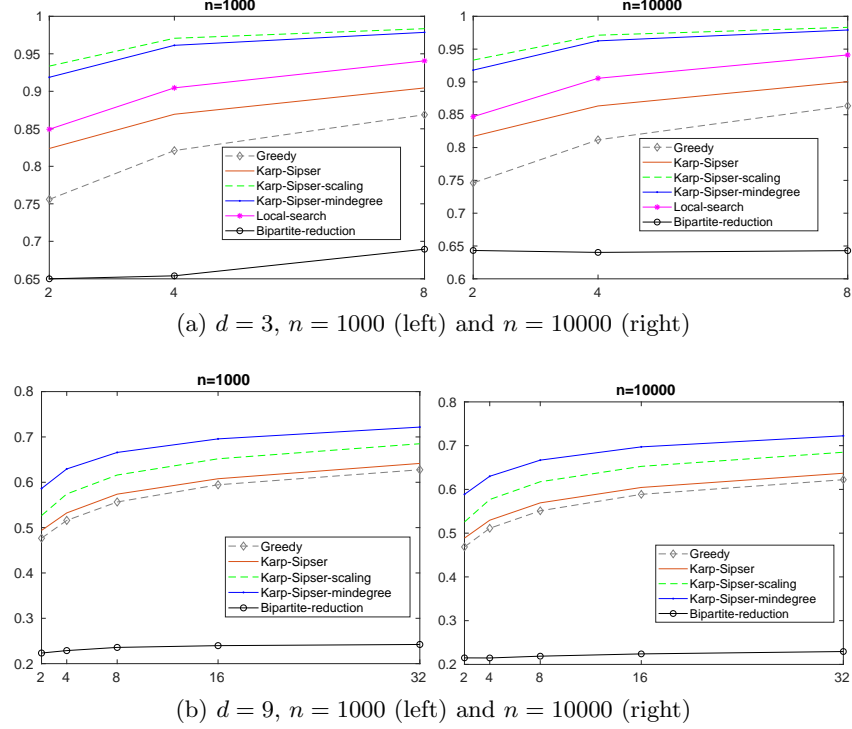 n=1000
1
0.95
0.9
0.85
0.8
0.75
0.7
0.65
2
4
8
Greedy
Karp-Sipser
Karp-Sipser-scaling
Karp-Sipser-mindegree
Local-search
Bipartite-reduction
n=10000
1
0.95
0.9
0.85
0.8
0.75
0.7
0.65
0.6
2
4
8
Greedy
Karp-Sipser
Karp-Sipser-scaling
Karp-Sipser-mindegree
Local-search
Bipartite-reduction
(a) d = 3, n = 1000 (left) and n = 10000 (right)
n=1000
0.8
0.7
0.6
0.5
0.4
0.3
0.2
2
4
8
16
32
Greedy
Karp-Sipser
Karp-Sipser-scaling
Karp-Sipser-mindegree
Bipartite-reduction
n=10000
0.8
0.7
0.6
0.5
0.4
0.3
0.2
2
4
8
16
32
Greedy
Karp-Sipser
Karp-Sipser-scaling
Karp-Sipser-mindegree
Bipartite-reduction
(b) d = 9, n = 1000 (left) and n = 10000 (right)